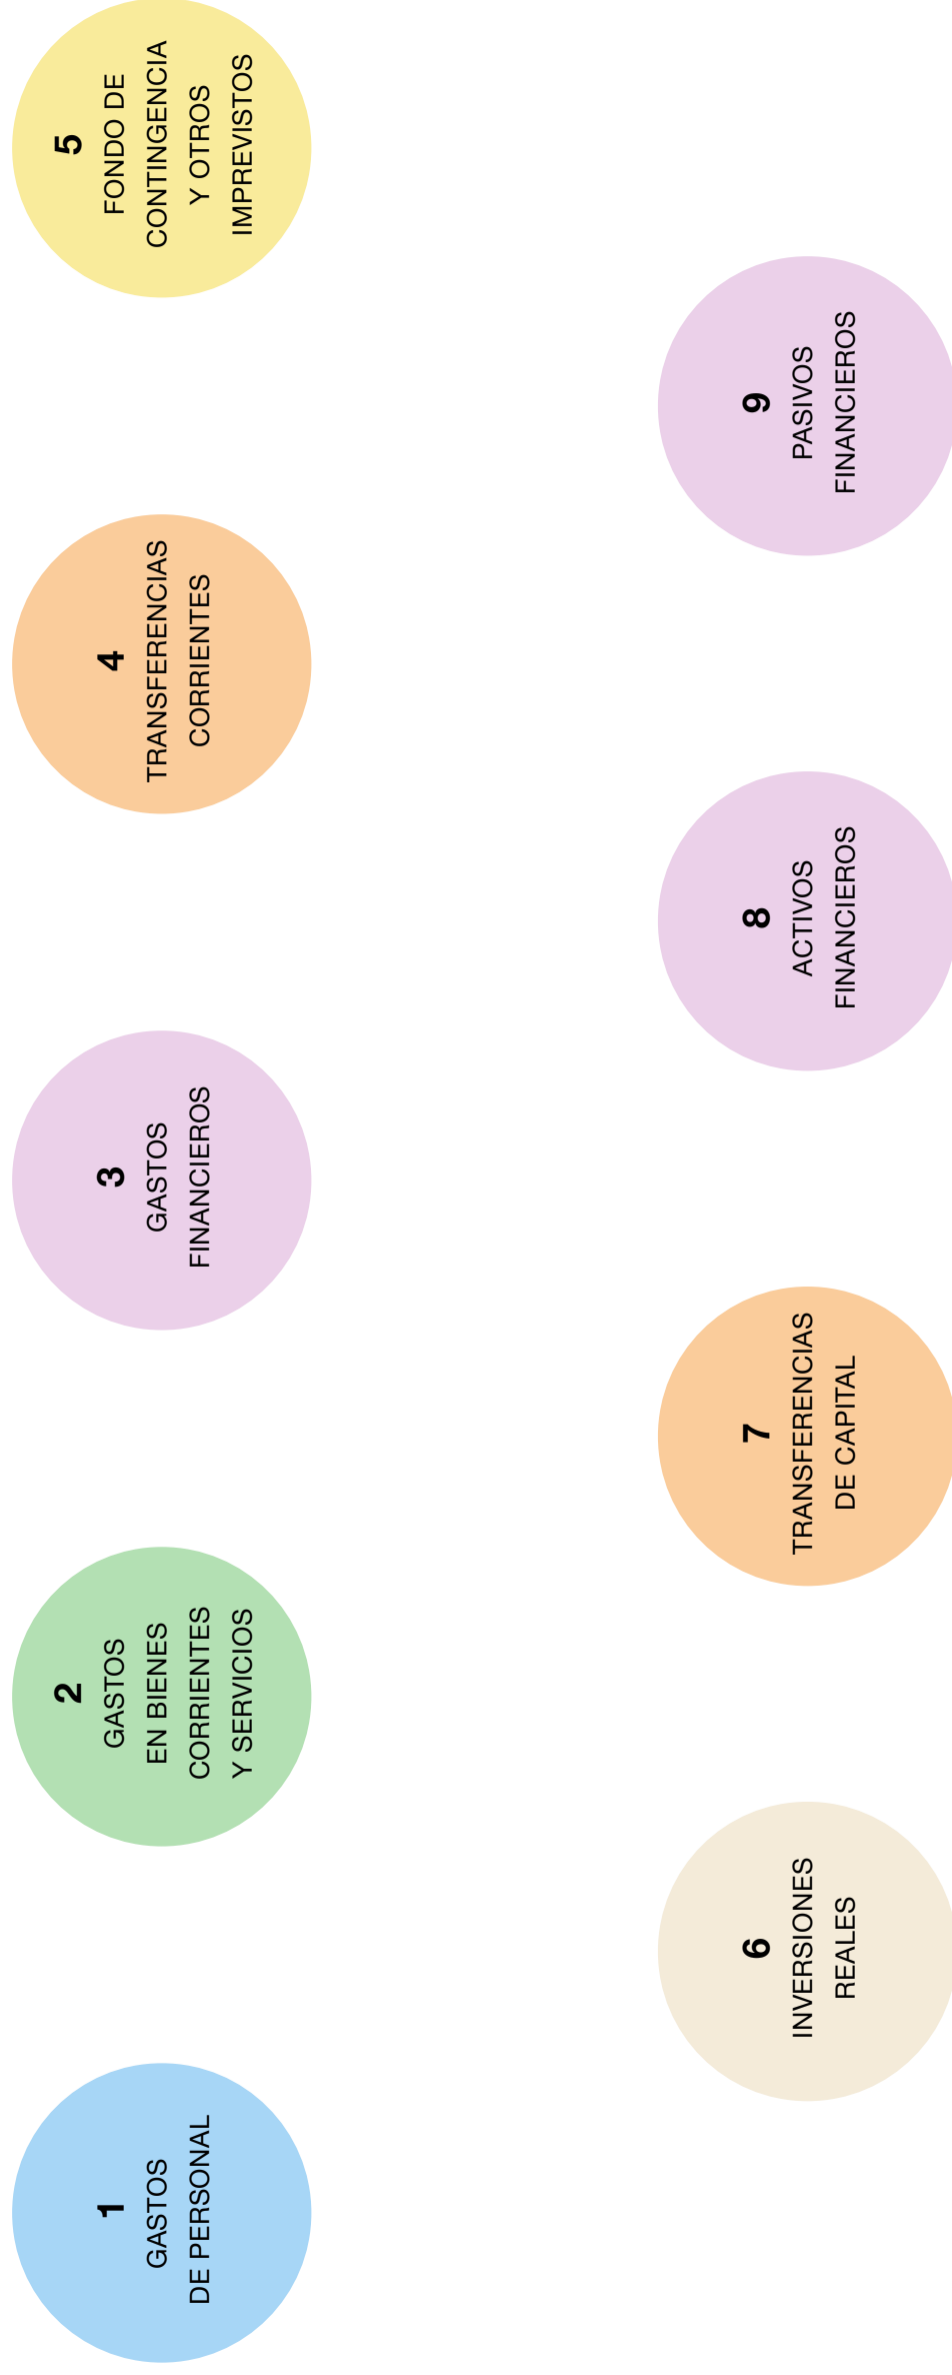 1
GASTOS
DE PERSONAL
2
GASTOS
EN BIENES
CORRIENTES
Y SERVICIOS
3
GASTOS
FINANCIEROS
4
TRANSFERENCIAS
CORRIENTES
5
FONDO DE
CONTINGENCIA
Y OTROS
IMPREVISTOS
6
INVERSIONES
REALES
7
TRANSFERENCIAS
DE CAPITAL
8
ACTIVOS
FINANCIEROS
9
PASIVOS
FINANCIEROS